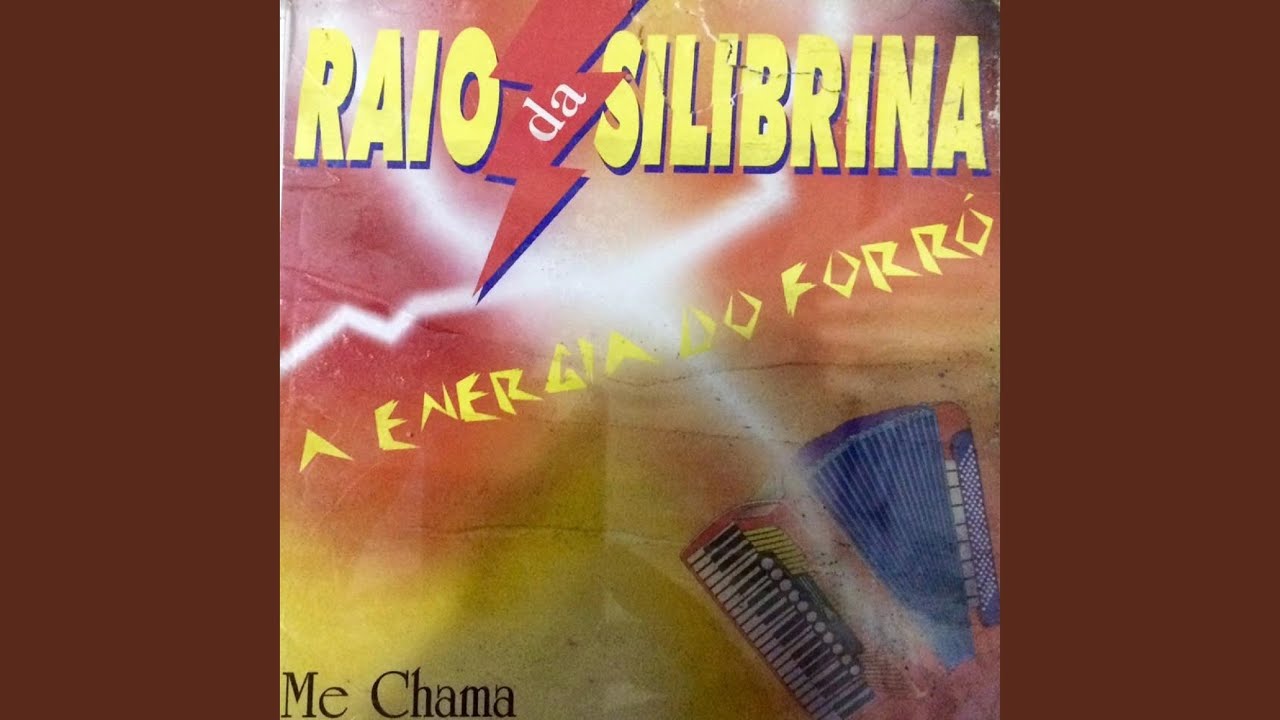 RAIO da SILIBRINA
A ENERGIA DO FORRÓ
Me Chama